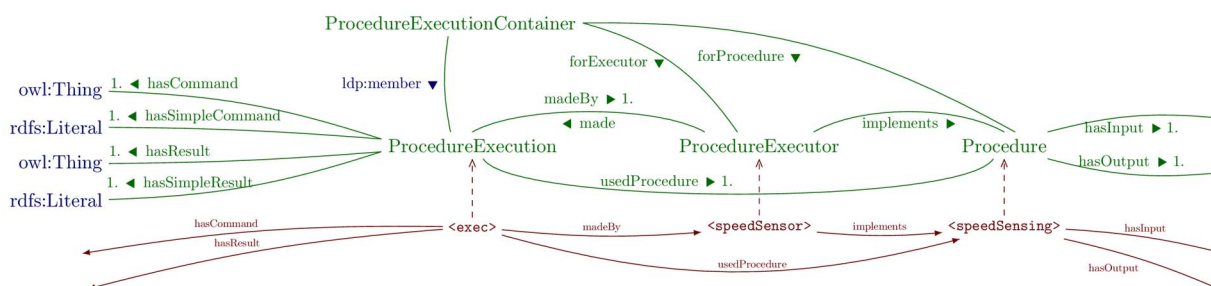 ProcedureExecutionContainer
forExecutor ▼
forProcedure ▼
ldp:member ▼
owl:Thing
1. ◀ hasCommand
rdfs:Literal
1. ◀ hasSimpleCommand
owl:Thing
1. ◀ hasResult
rdfs:Literal
1. ◀ hasSimpleResult
madeBy ▶ 1.
◀ made
implements ▶
ProcedureExecution
ProcedureExecutor
Procedure
hasInput ▶ 1.
hasOutput ▶ 1.
usedProcedure ▶ 1.
hasCommand
hasResult
<exec>
madeBy
<speedSensor>
implements
<speedSensing>
hasInput
usedProcedure
hasOutput